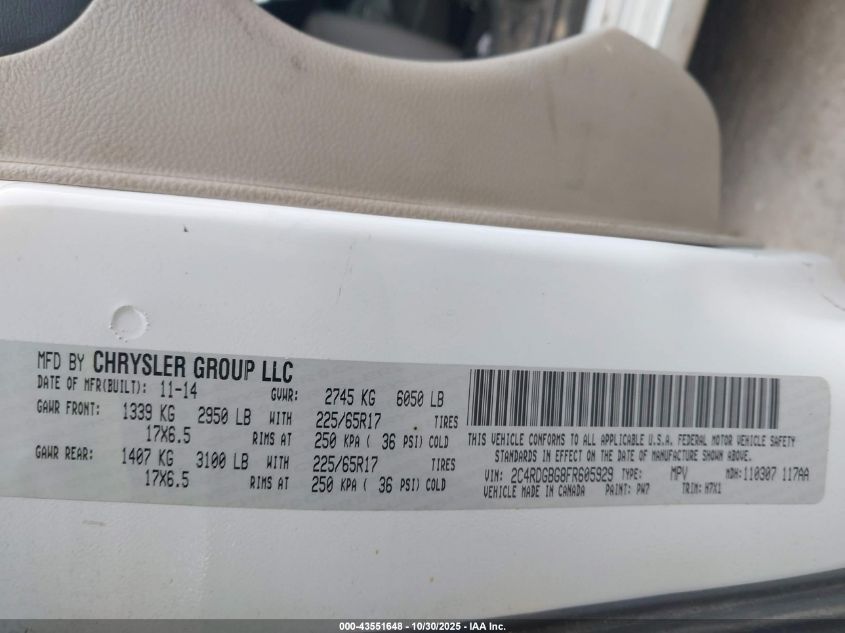 MFD BY CHRYSLER GROUP LLC
DATE OF MFR(BUILT): 11-14 GVWR: 2745 KG 6050 LB
GAWR FRONT: 1339 KG 2950 LB WITH 225/65R17 TIRES
17X6.5 RIMS AT 250 KPA ( 36 PSI) COLD
GAWR REAR: 1407 KG 3100 LB WITH 225/65R17 TIRES
17X6.5 RIMS AT 250 KPA ( 36 PSI) COLD
THIS VEHICLE CONFORMS TO ALL APPLICABLE U.S.A. FEDERAL MOTOR VEHICLE SAFETY
STANDARDS IN EFFECT ON THE DATE OF MANUFACTURE SHOWN ABOVE.
VIN: 2C4RDGBG8FR605929 TYPE: MPV MDH: 110307 117AA
VEHICLE MADE IN CANADA PAINT: PW7 TRIM: H7X1
000-43551648 - 10/30/2025 - IAA Inc.